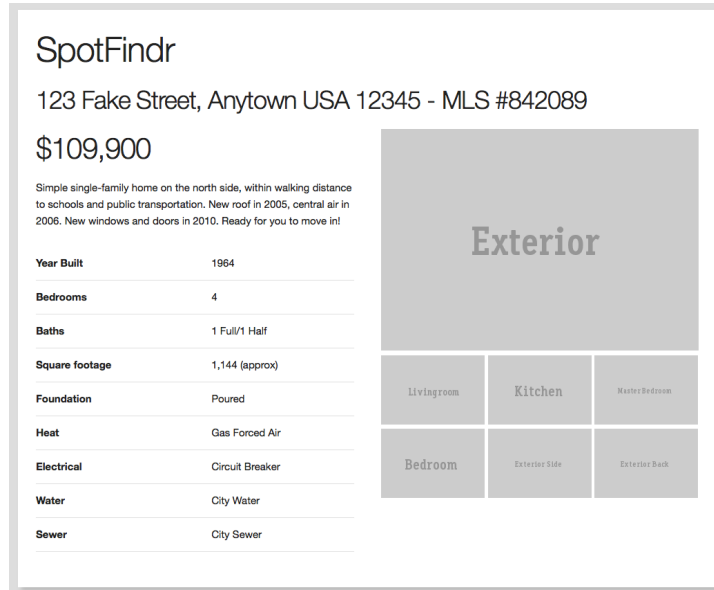 SpotFindr
123 Fake Street, Anytown USA 12345 - MLS #842089
$109,900
Simple single-family home on the north side, within walking distance
to schools and public transportation. New roof in 2005, central air in
2006. New windows and doors in 2010. Ready for you to move in!
Year Built 1964
Bedrooms 4
Baths 1 Full/1 Half
Square footage 1,144 (approx)
Foundation Poured
Heat Gas Forced Air
Electrical Circuit Breaker
Water City Water
Sewer City Sewer
Exterior
Livingroom Kitchen MasterBedroom
Bedroom Exterior Side Exterior Back